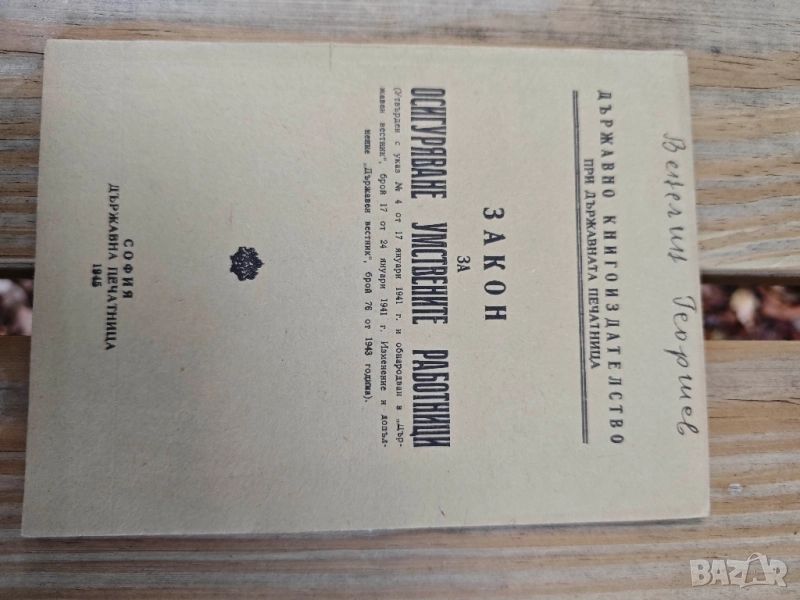 Венелин Георгиев
ДЪРЖАВНО КНИГОИЗДАТЕЛСТВО
ПРИ ДЪРЖАВНАТА ПЕЧАТНИЦА
ЗАКОН
ЗА
ОСИГУРЯВАНЕ УМСТВЕНИТЕ РАБОТНИЦИ
(Утвърден с указ № 4 от 17 януари 1941 г. и обнародван в „Дър-
жавен вестник“, брой 17 от 24 януари 1941 г. Изменение и допъл-
нение „Държавен вестник“, брой 76 от 1943 година).
СОФИЯ
ДЪРЖАВНА ПЕЧАТНИЦА
1945
BAZAR